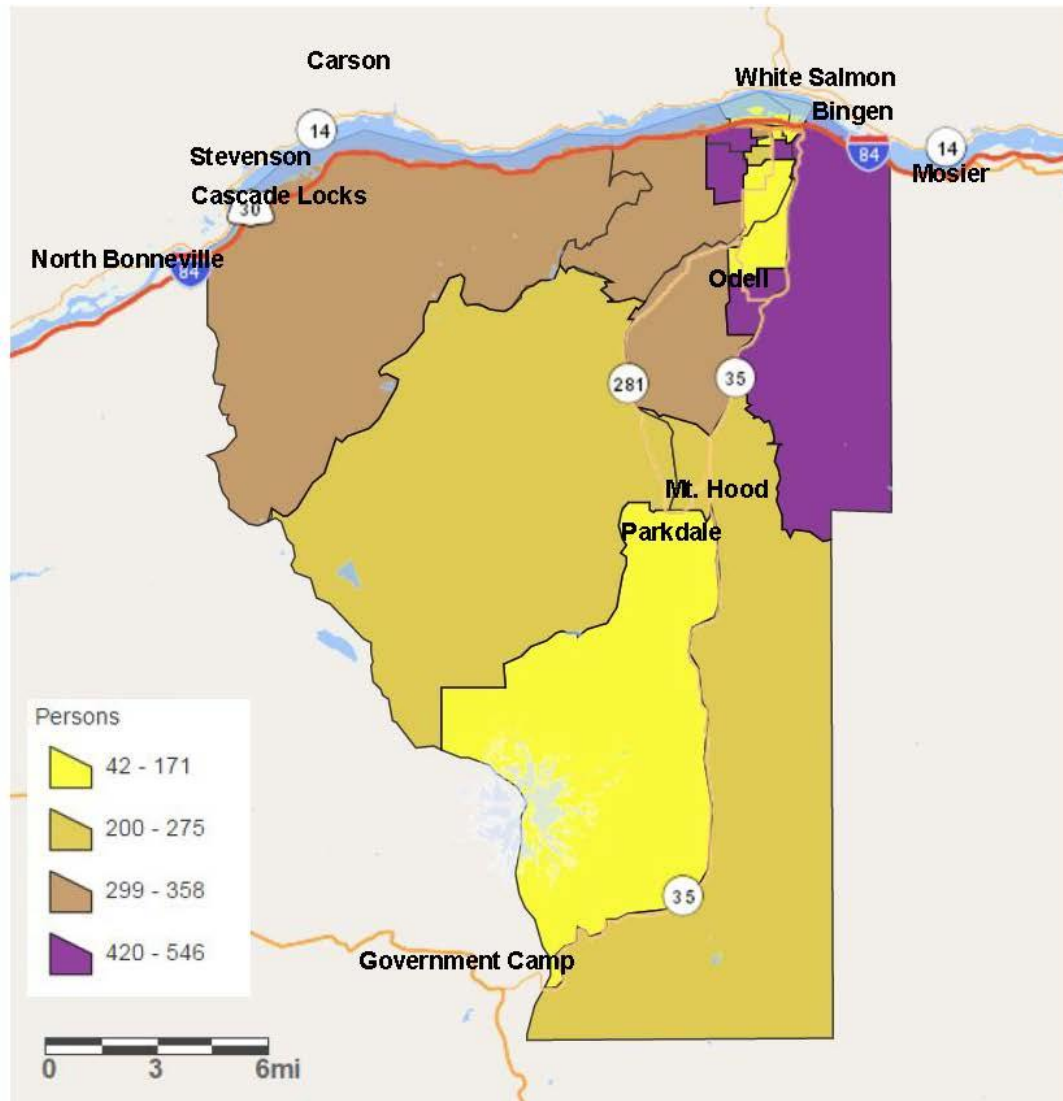 Carson
White Salmon
Bingen
14
14
Stevenson
84
Mosier
Cascade Locks
30
North Bonneville
84
Odell
281
35
Mt. Hood
Parkdale
Persons
42 - 171
200 - 275
299 - 358
420 - 546
35
Government Camp
0 3 6mi